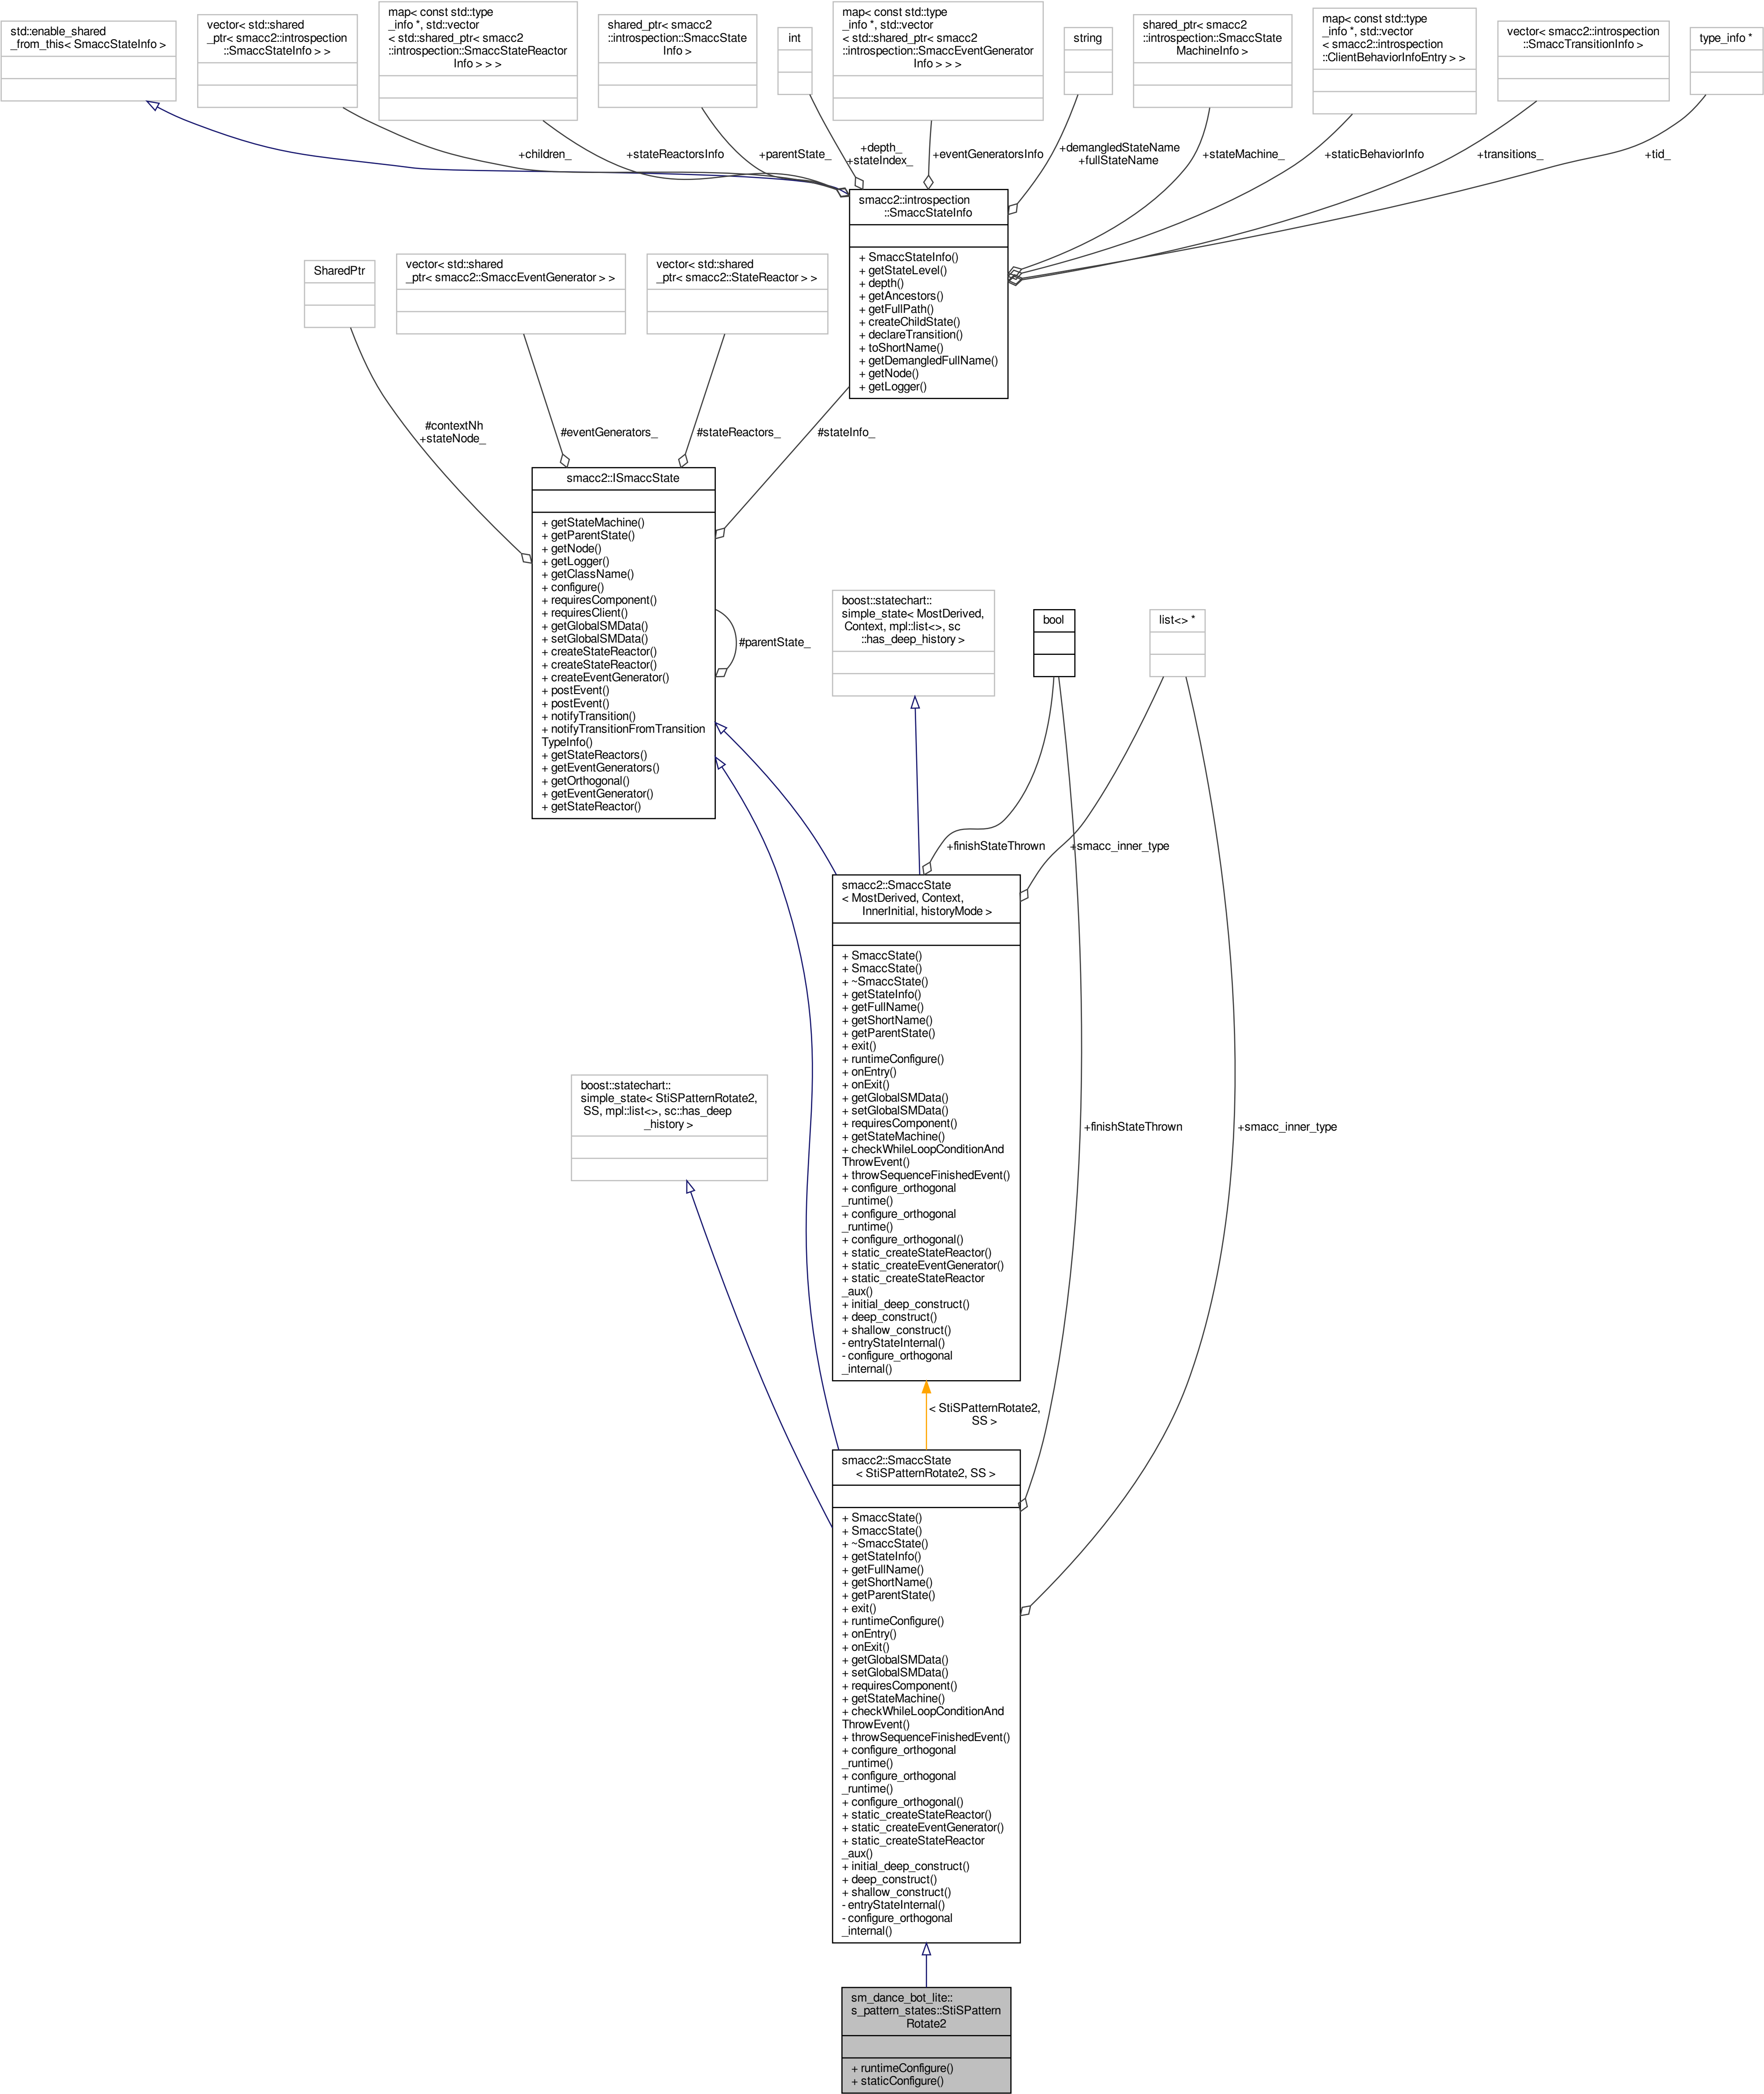 std::enable_shared
_from_this< SmaccStateInfo >
vector< std::shared
_ptr< smacc2::introspection
::SmaccStateInfo > >
map< const std::type
_info *, std::vector
< std::shared_ptr< smacc2
::introspection::SmaccStateReactor
Info > > >
shared_ptr< smacc2
::introspection::SmaccState
Info >
int
map< const std::type
_info *, std::vector
< std::shared_ptr< smacc2
::introspection::SmaccEventGenerator
Info > > >
string
shared_ptr< smacc2
::introspection::SmaccState
MachineInfo >
map< const std::type
_info *, std::vector
< smacc2::introspection
::ClientBehaviorInfoEntry > >
vector< smacc2::introspection
::SmaccTransitionInfo >
type_info *
+children_
+stateReactorsInfo
+parentState_
+depth_
+stateIndex_
+eventGeneratorsInfo
+demangledStateName
+fullStateName
+stateMachine_
+staticBehaviorInfo
+transitions_
+tid_
smacc2::introspection
::SmaccStateInfo
+ SmaccStateInfo()
+ getStateLevel()
+ depth()
+ getAncestors()
+ getFullPath()
+ createChildState()
+ declareTransition()
+ toShortName()
+ getDemangledFullName()
+ getNode()
+ getLogger()
SharedPtr
vector< std::shared
_ptr< smacc2::SmaccEventGenerator > >
vector< std::shared
_ptr< smacc2::StateReactor > >
#contextNh
+stateNode_
#eventGenerators_
#stateReactors_
#stateInfo_
smacc2::ISmaccState
+ getStateMachine()
+ getParentState()
+ getNode()
+ getLogger()
+ getClassName()
+ configure()
+ requiresComponent()
+ requiresClient()
+ getGlobalSMData()
+ setGlobalSMData()
+ createStateReactor()
+ createStateReactor()
+ createEventGenerator()
+ postEvent()
+ postEvent()
+ notifyTransition()
+ notifyTransitionFromTransition
TypeInfo()
+ getStateReactors()
+ getEventGenerators()
+ getOrthogonal()
+ getEventGenerator()
+ getStateReactor()
#parentState_
boost::statechart::
simple_state< MostDerived,
Context, mpl::list<>, sc
::has_deep_history >
bool
list<> *
+finishStateThrown
+smacc_inner_type
smacc2::SmaccState
< MostDerived, Context,
InnerInitial, historyMode >
+ SmaccState()
+ SmaccState()
+ ~SmaccState()
+ getStateInfo()
+ getFullName()
+ getShortName()
+ getParentState()
+ exit()
+ runtimeConfigure()
+ onEntry()
+ onExit()
+ getGlobalSMData()
+ setGlobalSMData()
+ requiresComponent()
+ getStateMachine()
+ checkWhileLoopConditionAnd
ThrowEvent()
+ throwSequenceFinishedEvent()
+ configure_orthogonal
_runtime()
+ configure_orthogonal
_runtime()
+ configure_orthogonal()
+ static_createStateReactor()
+ static_createEventGenerator()
+ static_createStateReactor
_aux()
+ initial_deep_construct()
+ deep_construct()
+ shallow_construct()
- entryStateInternal()
- configure_orthogonal
_internal()
boost::statechart::
simple_state< StiSPatternRotate2,
SS, mpl::list<>, sc::has_deep
_history >
+finishStateThrown
+smacc_inner_type
< StiSPatternRotate2,
SS >
smacc2::SmaccState
< StiSPatternRotate2, SS >
+ SmaccState()
+ SmaccState()
+ ~SmaccState()
+ getStateInfo()
+ getFullName()
+ getShortName()
+ getParentState()
+ exit()
+ runtimeConfigure()
+ onEntry()
+ onExit()
+ getGlobalSMData()
+ setGlobalSMData()
+ requiresComponent()
+ getStateMachine()
+ checkWhileLoopConditionAnd
ThrowEvent()
+ throwSequenceFinishedEvent()
+ configure_orthogonal
_runtime()
+ configure_orthogonal
_runtime()
+ configure_orthogonal()
+ static_createStateReactor()
+ static_createEventGenerator()
+ static_createStateReactor
_aux()
+ initial_deep_construct()
+ deep_construct()
+ shallow_construct()
- entryStateInternal()
- configure_orthogonal
_internal()
sm_dance_bot_lite::
s_pattern_states::StiSPattern
Rotate2
+ runtimeConfigure()
+ staticConfigure()